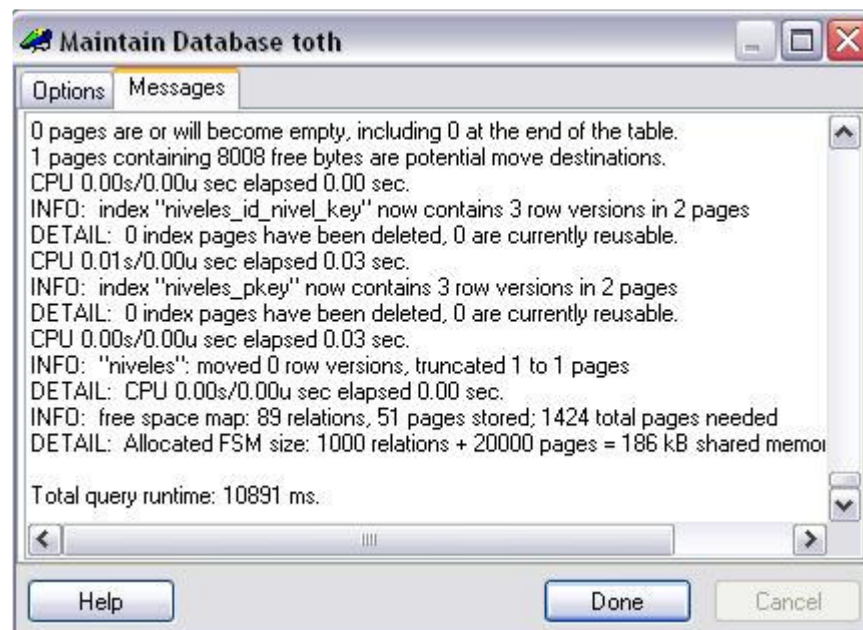 Maintain Database toth
Options Messages
0 pages are or will become empty, including 0 at the end of the table.
1 pages containing 8008 free bytes are potential move destinations.
CPU 0.00s/0.00u sec elapsed 0.00 sec.
INFO: index "niveles_id_nivel_key" now contains 3 row versions in 2 pages
DETAIL: 0 index pages have been deleted, 0 are currently reusable.
CPU 0.01s/0.00u sec elapsed 0.03 sec.
INFO: index "niveles_pkey" now contains 3 row versions in 2 pages
DETAIL: 0 index pages have been deleted, 0 are currently reusable.
CPU 0.00s/0.00u sec elapsed 0.03 sec.
INFO: "niveles": moved 0 row versions, truncated 1 to 1 pages
DETAIL: CPU 0.00s/0.00u sec elapsed 0.00 sec.
INFO: free space map: 89 relations, 51 pages stored; 1424 total pages needed
DETAIL: Allocated FSM size: 1000 relations + 20000 pages = 186 kB shared memo
Total query runtime: 10891 ms.
Help Done Cancel